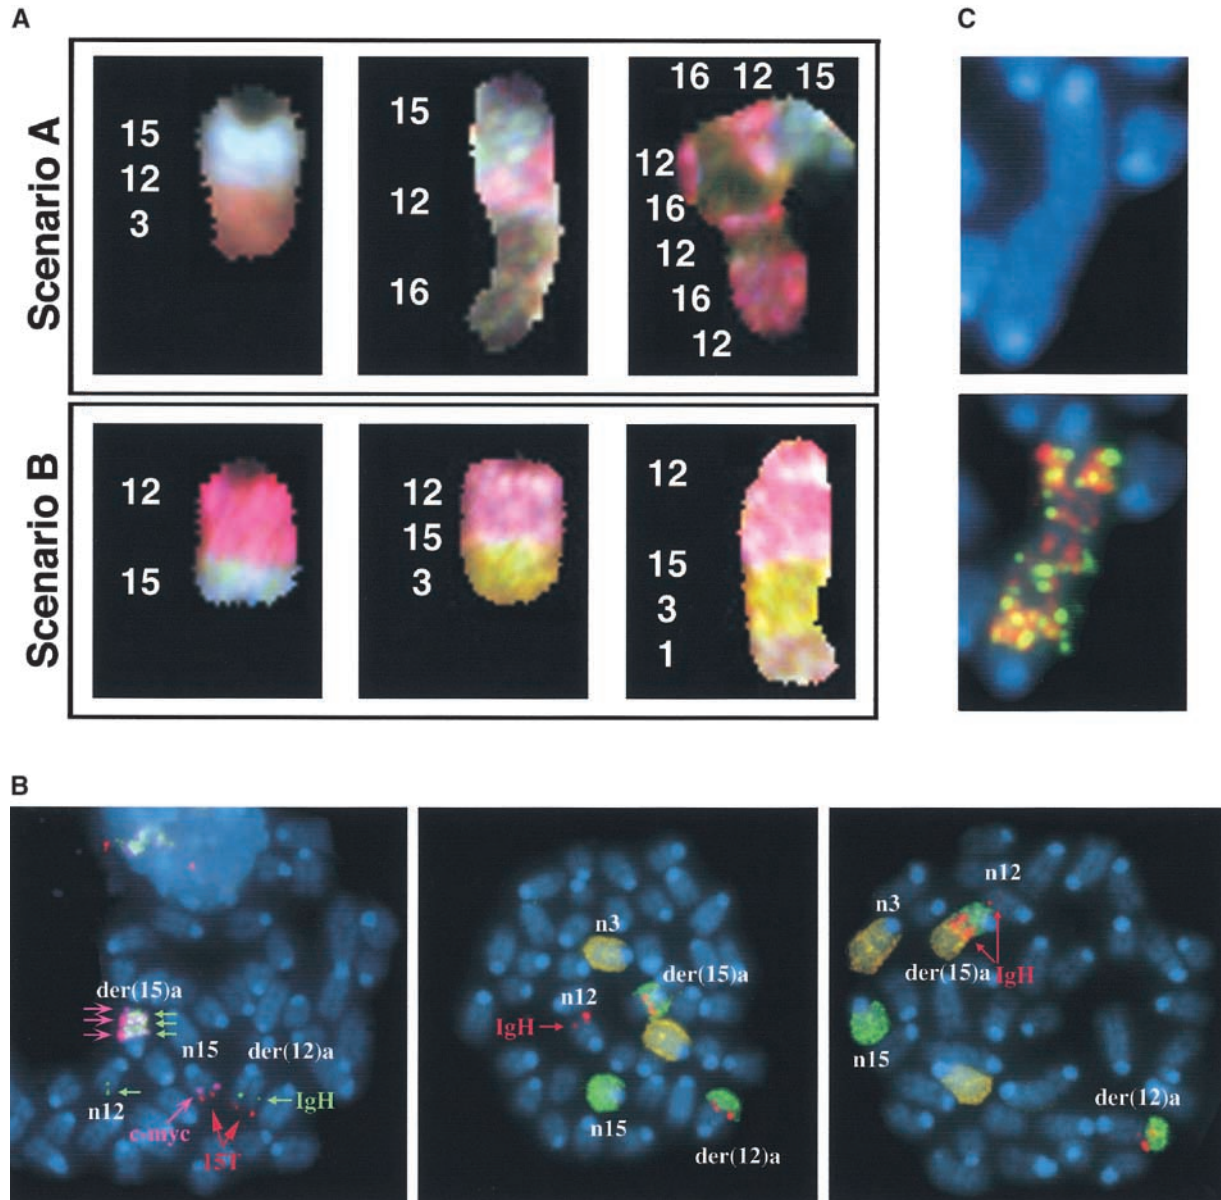 A
C
Scenario A
15
12
3
15
12
16
16 12 15
12
16
12
16
12
Scenario B
12
15
12
15
3
12
15
3
1
B
der(15)a
n15
der(12)a
n12
IgH
c-myc
15T
n3
der(15)a
n12
IgH
n15
der(12)a
n12
n3
der(15)a
IgH
n15
der(12)a